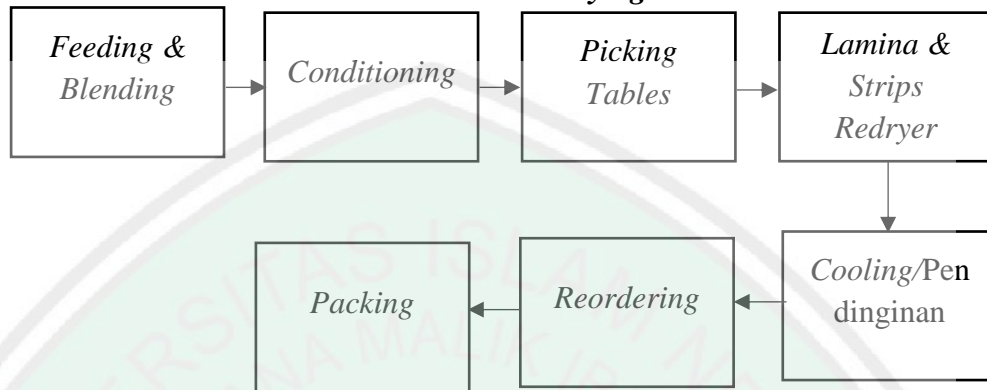 Feeding &
Blending
Conditioning
Picking
Tables
Lamina &
Strips
Redryer
Cooling/Pen
dinginan
Reordering
Packing